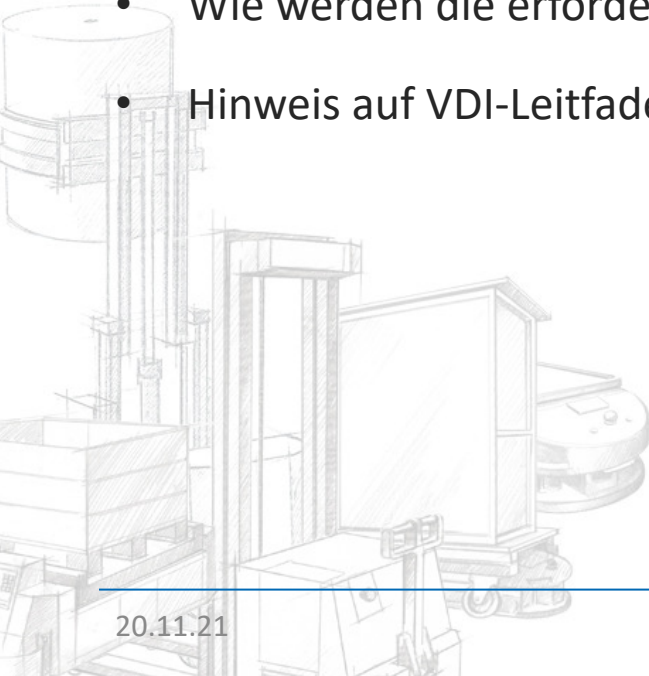 • Wie werden die erforde
• Hinweis auf VDI-Leitfade
20.11.21